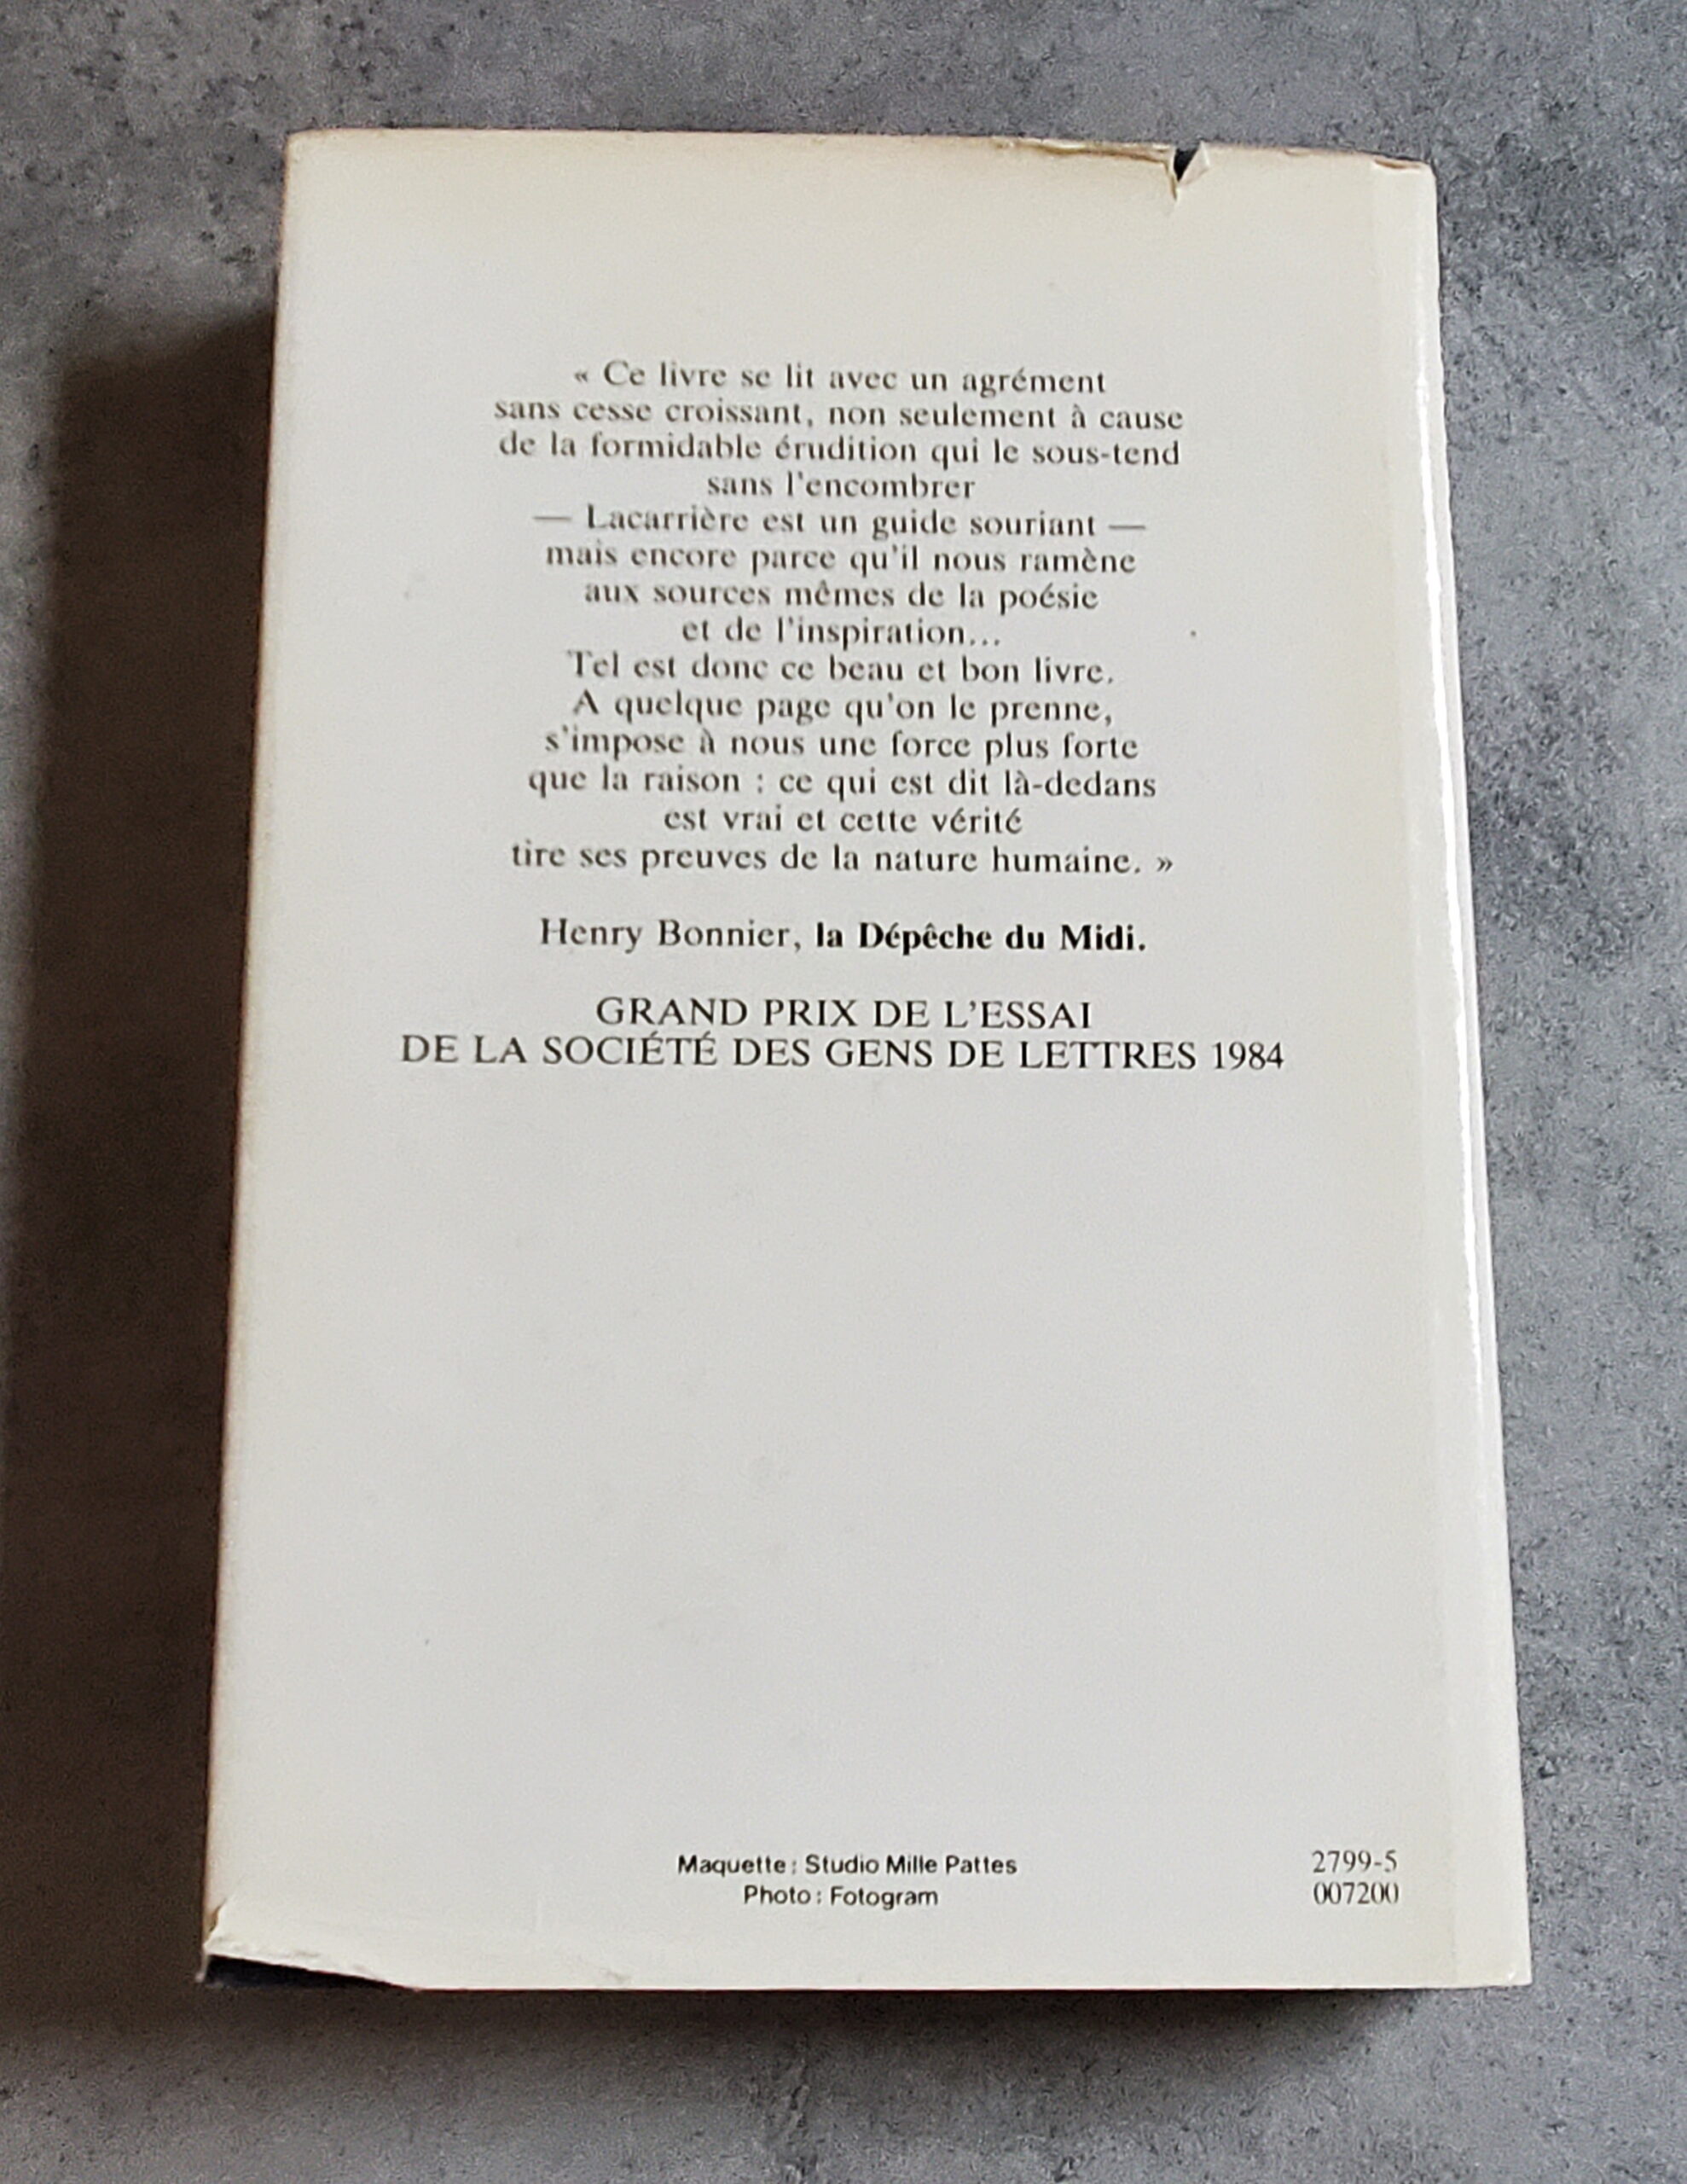 « Ce livre se lit avec un agrément
sans cesse croissant, non seulement à cause
de la formidable érudition qui le sous-tend
sans l'encombrer
— Lacarrière est un guide souriant —
mais encore parce qu'il nous ramène
aux sources mêmes de la poésie
et de l'inspiration...
Tel est donc ce beau et bon livre.
A quelque page qu'on le prenne,
s'impose à nous une force plus forte
que la raison : ce qui est dit là-dedans
est vrai et cette vérité
tire ses preuves de la nature humaine. »
Henry Bonnier, la Dépêche du Midi.
GRAND PRIX DE L'ESSAI
DE LA SOCIÉTÉ DES GENS DE LETTRES 1984
Maquette : Studio Mille Pattes
Photo : Fotogram
2799-5
007200